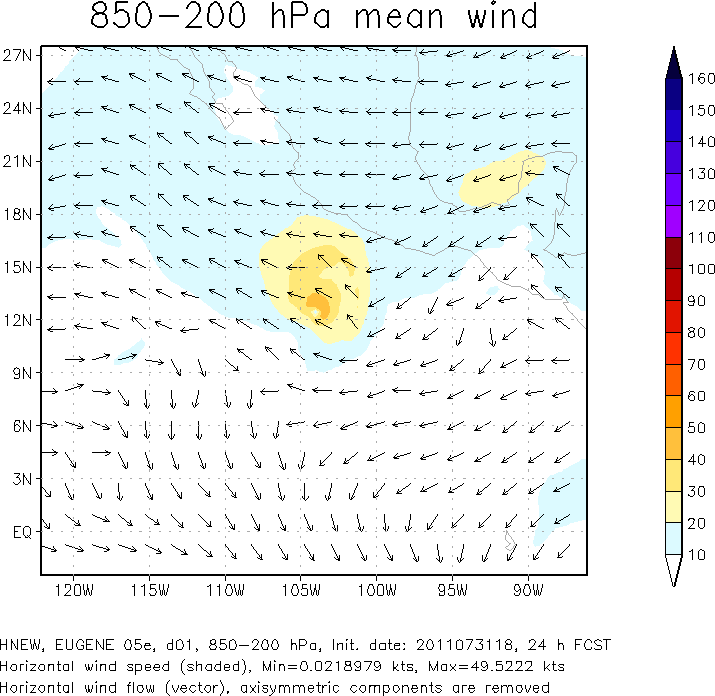 850-200 hPa mean wind
27N
24N
21N
18N
15N
12N
9N
6N
3N
EQ
120W 115W 110W 105W 100W 95W 90W
160
150
140
130
120
110
100
90
80
70
60
50
40
30
20
10
HNEW, EUGENE 05e, d01, 850-200 hPa, Init. date: 2011073118, 24 h FCST
Horizontal wind speed (shaded), Min=0.0218979 kts, Max=49.5222 kts
Horizontal wind flow (vector), axisymmetric components are removed